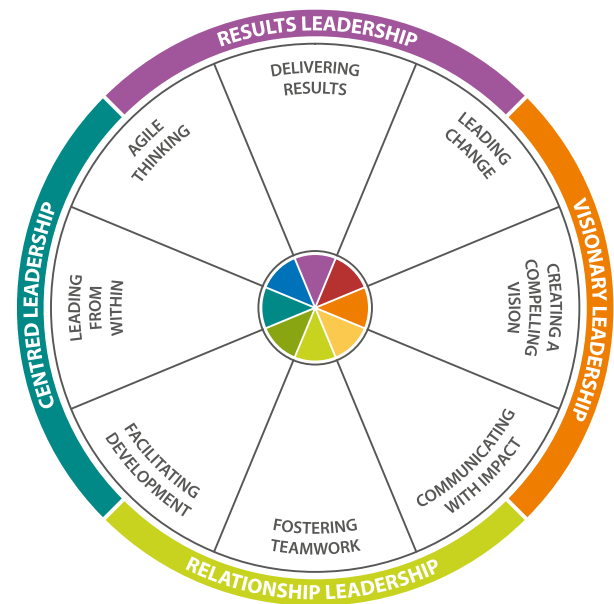 RESULTS LEADERSHIP
DELIVERING
RESULTS
LEADING
CHANGE
VISIONARY LEADERSHIP
CREATING A
COMPELLING
VISION
COMMUNICATING
WITH IMPACT
RELATIONSHIP LEADERSHIP
FOSTERING
TEAMWORK
FACILITATING
DEVELOPMENT
CENTRED LEADERSHIP
LEADING
FROM
WITHIN
AGILE
THINKING